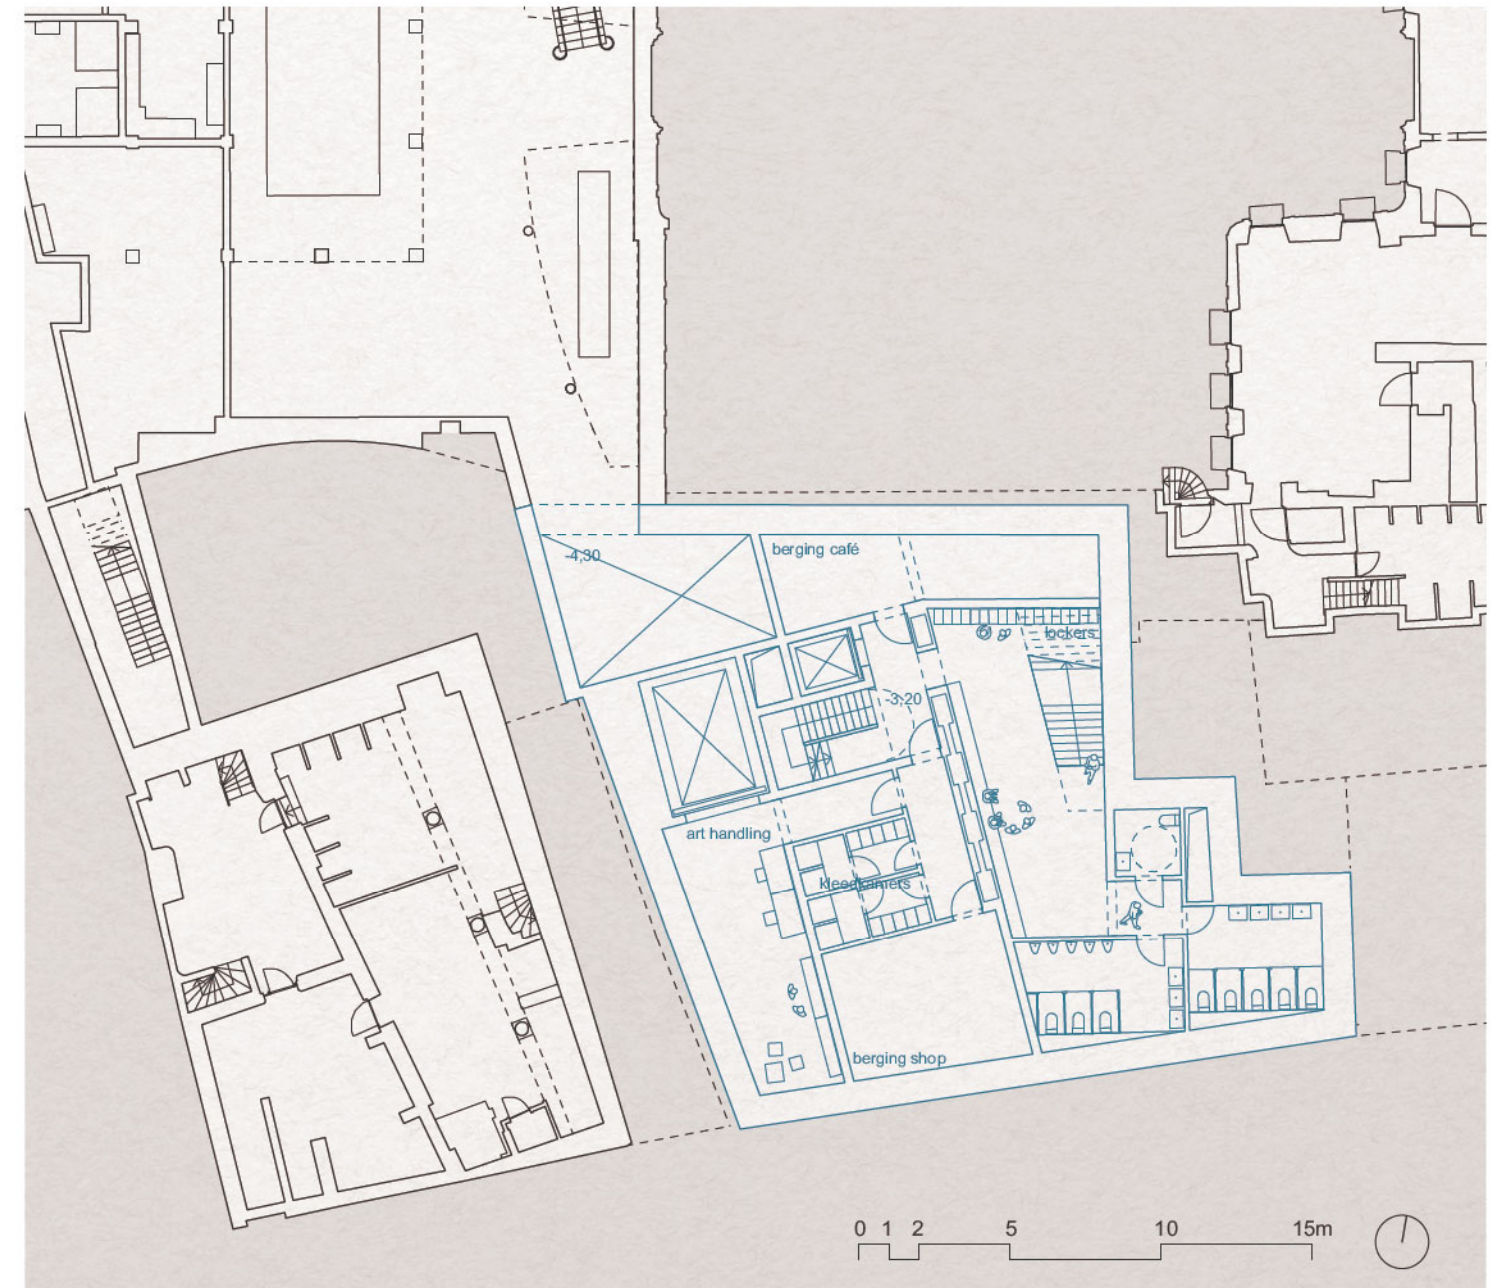 berging café
-4,30
lockers
-3,20
art handling
kleedkamers
berging shop
0 1 2 5 10 15m